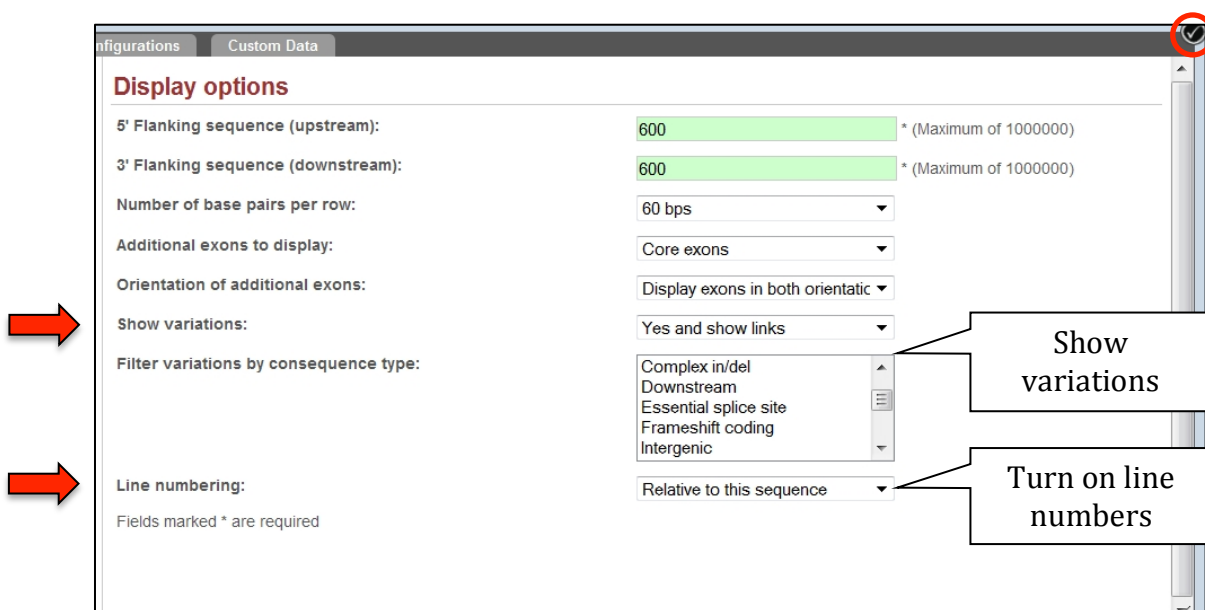 nfigurations Custom Data
Display options
5' Flanking sequence (upstream): 600 * (Maximum of 1000000)
3' Flanking sequence (downstream): 600 * (Maximum of 1000000)
Number of base pairs per row: 60 bps
Additional exons to display: Core exons
Orientation of additional exons: Display exons in both orientatic
Show variations: Yes and show links
Filter variations by consequence type: Complex in/del
Downstream
Essential splice site
Frameshift coding
Intergenic
Show
variations
Line numbering: Relative to this sequence
Turn on line
numbers
Fields marked * are required